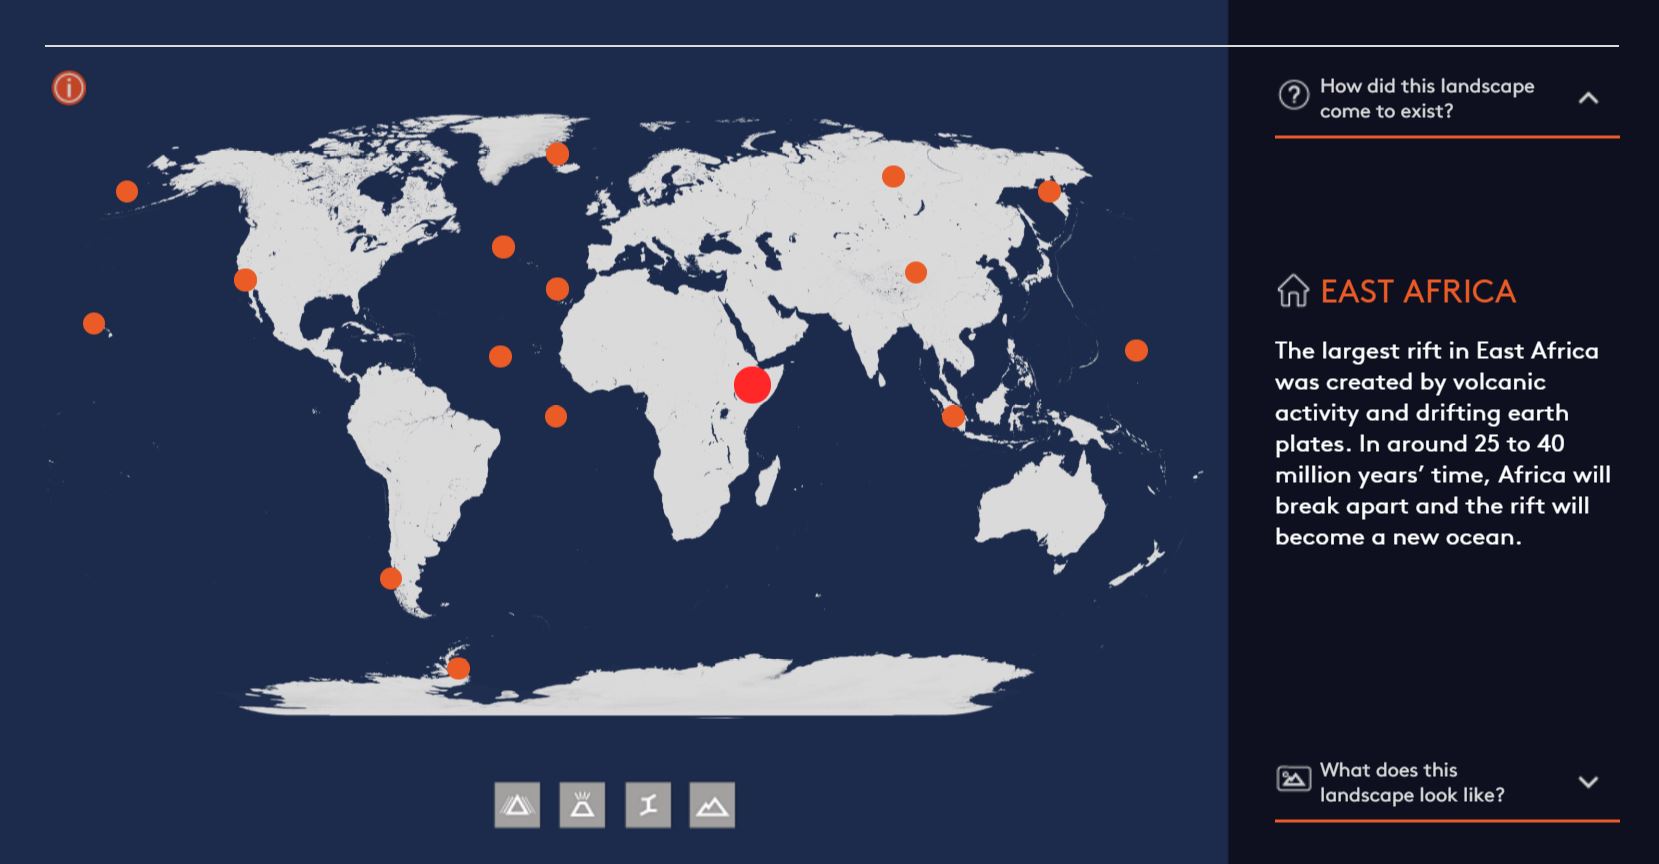 How did this landscape
come to exist?
EAST AFRICA
The largest rift in East Africa
was created by volcanic
activity and drifting earth
plates. In around 25 to 40
million years’ time, Africa will
break apart and the rift will
become a new ocean.
What does this
landscape look like?